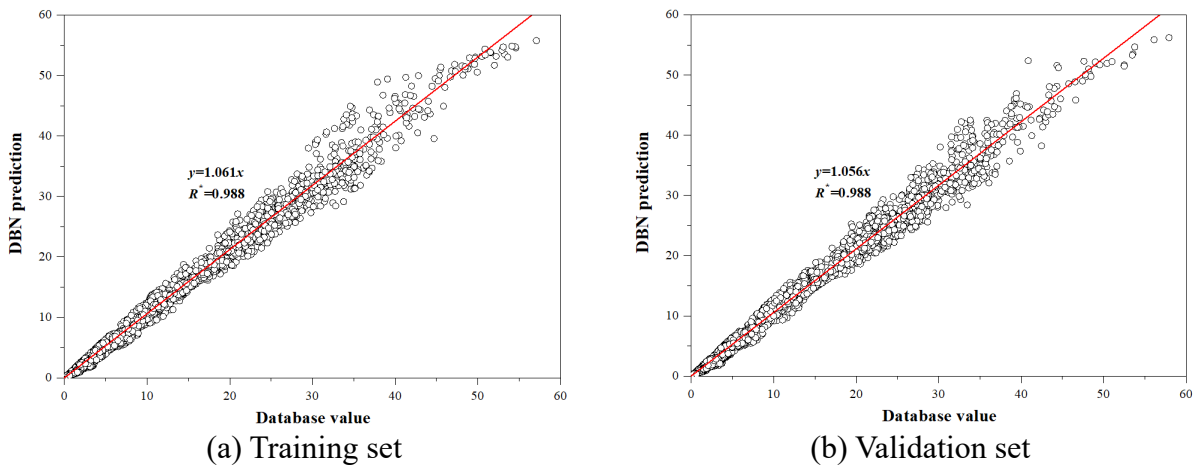 60
50
40
30
20
10
0
DBN prediction
y=1.061x
R*=0.988
0 10 20 30 40 50 60
Database value
(a) Training set
60
50
40
30
20
10
0
DBN prediction
y=1.056x
R*=0.988
0 10 20 30 40 50 60
Database value
(b) Validation set